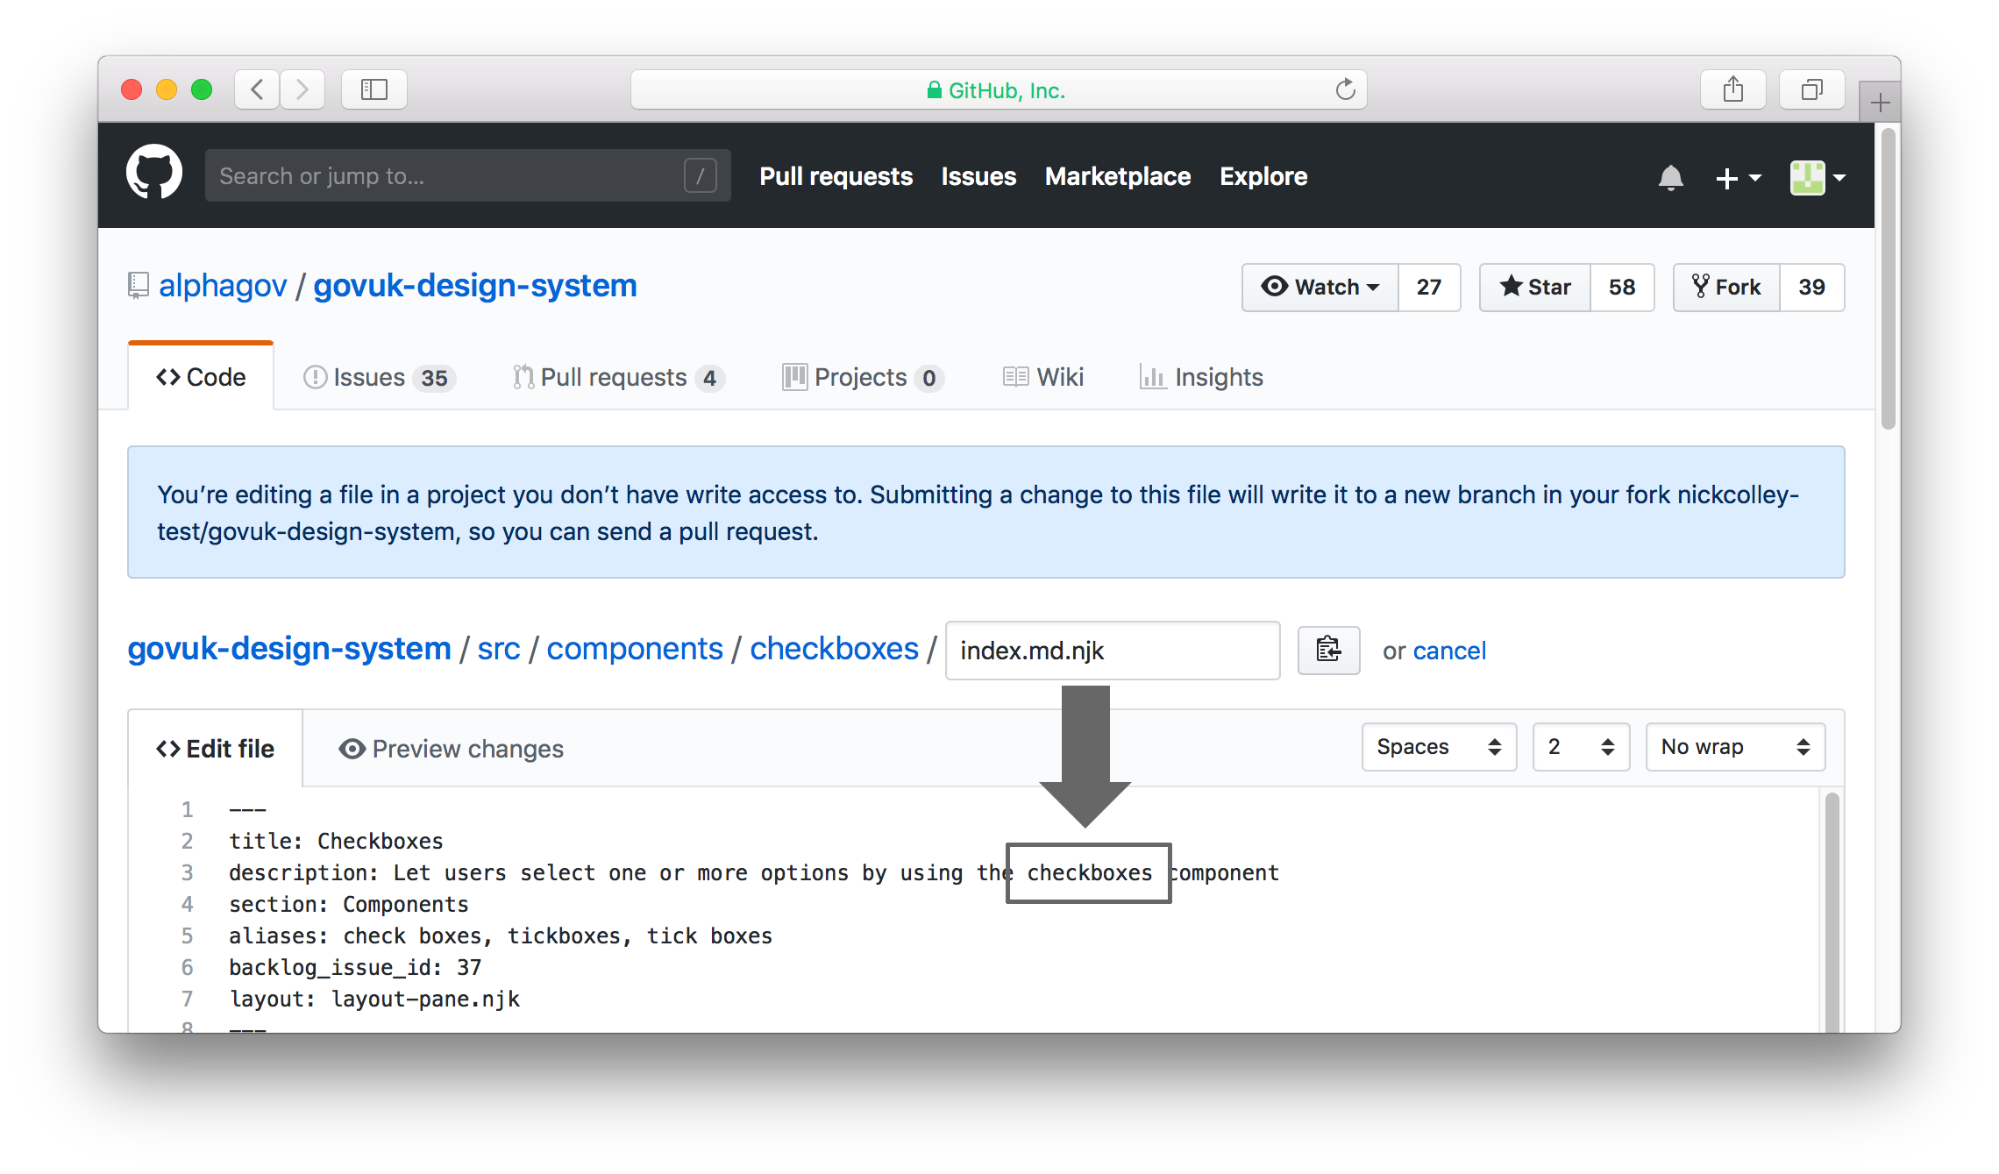 GitHub, Inc.
Search or jump to... / Pull requests Issues Marketplace Explore
alphagov / govuk-design-system Watch 27 Star 58 Fork 39
Code Issues 35 Pull requests 4 Projects 0 Wiki Insights
You’re editing a file in a project you don’t have write access to. Submitting a change to this file will write it to a new branch in your fork nickcolley-
test/govuk-design-system, so you can send a pull request.
govuk-design-system / src / components / checkboxes / index.md.njk or cancel
Edit file Preview changes Spaces 2 No wrap
1 ---
2 title: Checkboxes
3 description: Let users select one or more options by using the checkboxes component
4 section: Components
5 aliases: check boxes, tickboxes, tick boxes
6 backlog_issue_id: 37
7 layout: layout-pane.njk
8 ---